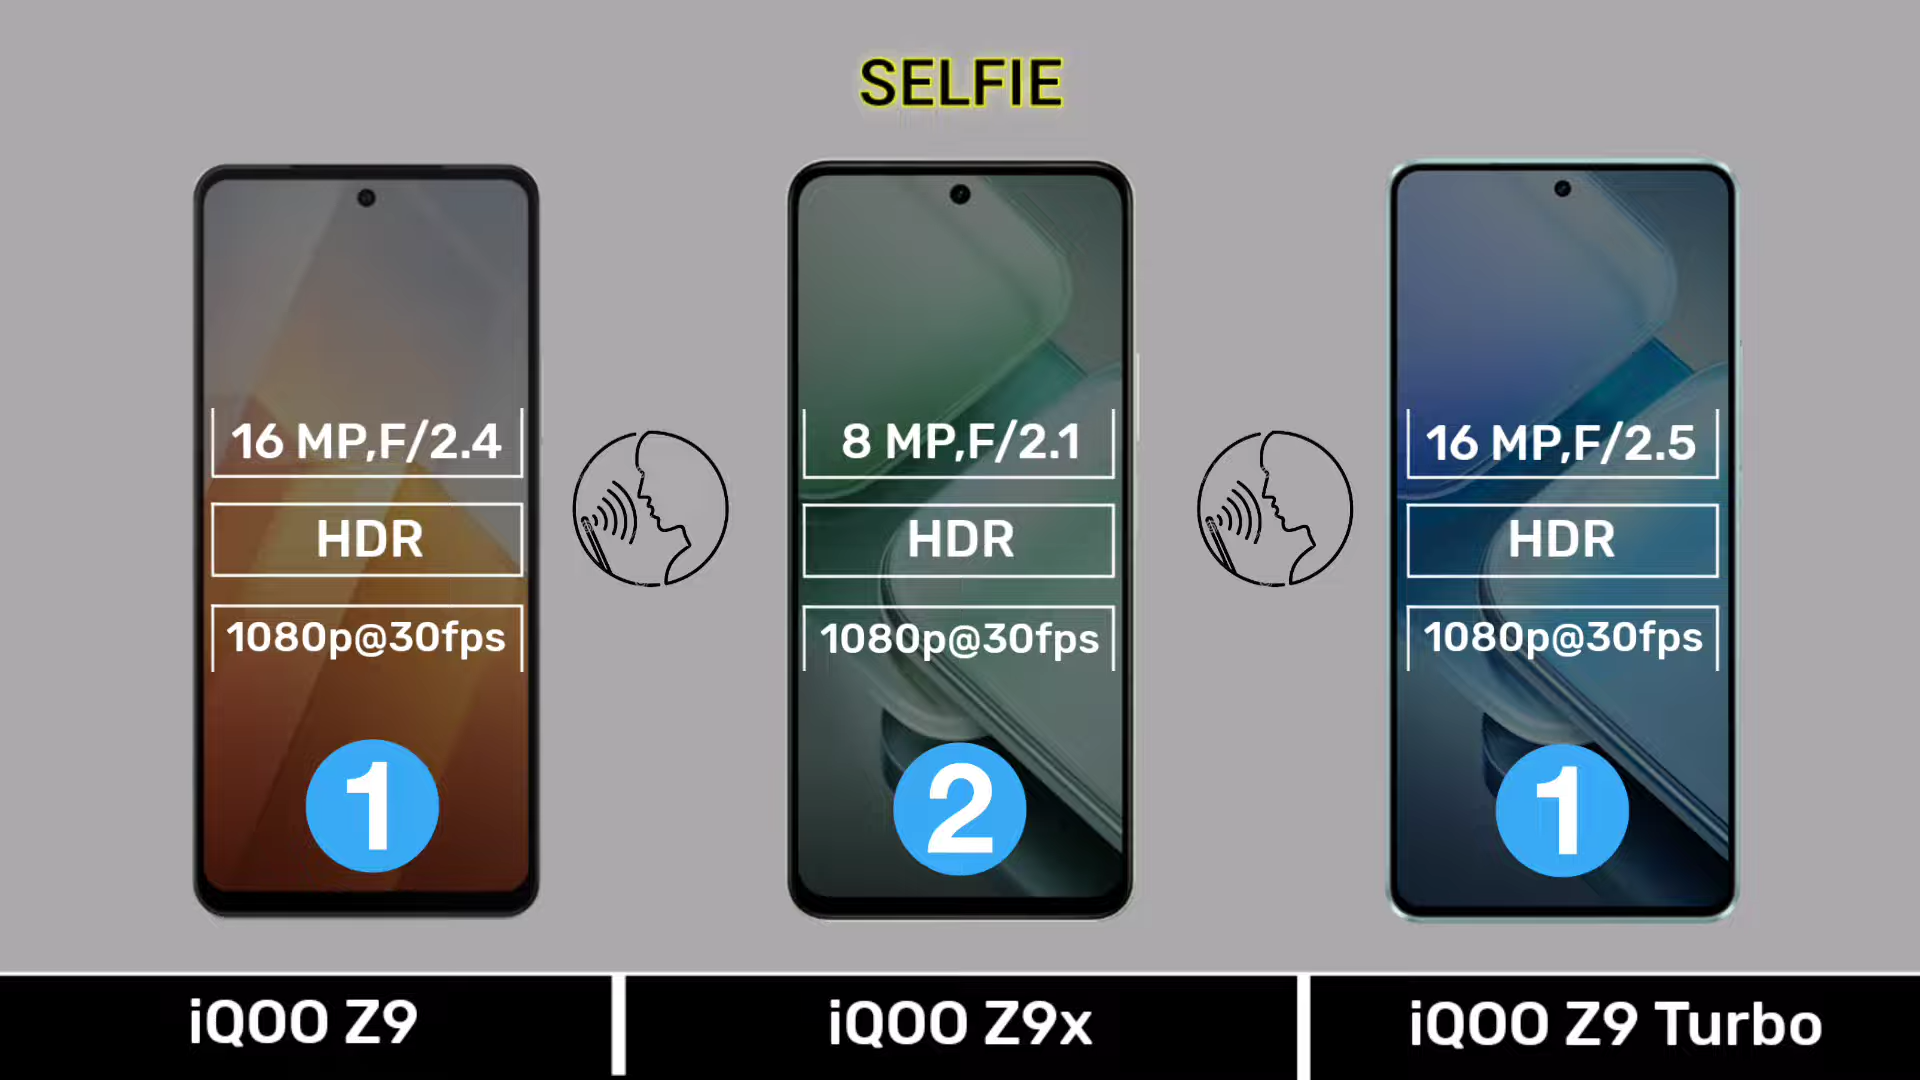 SELFIE
16 MP,F/2.4
HDR
1080p@30fps
1
8 MP,F/2.1
HDR
1080p@30fps
2
16 MP,F/2.5
HDR
1080p@30fps
1
iQOO Z9
iQOO Z9x
iQOO Z9 Turbo